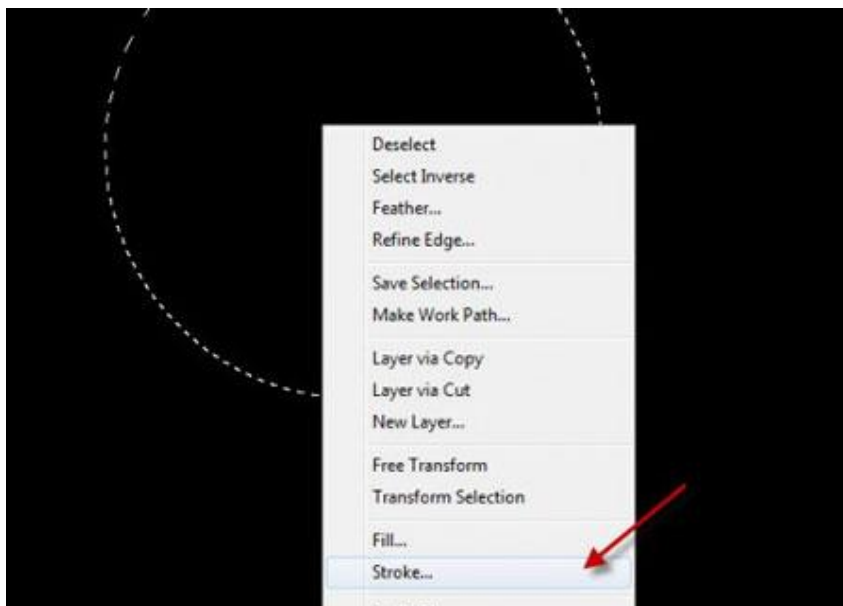 Deselect
Select Inverse
Feather...
Refine Edge...
Save Selection...
Make Work Path...
Layer via Copy
Layer via Cut
New Layer...
Free Transform
Transform Selection
Fill...
Stroke...